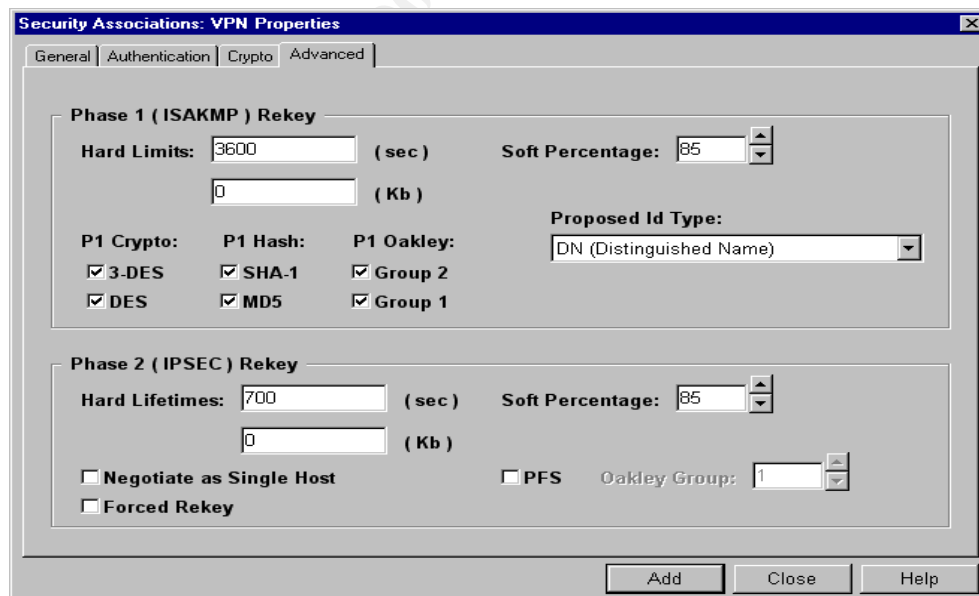 Security Associations: VPN Properties
General Authentication Crypto Advanced
Phase 1 ( ISAKMP ) Rekey
Hard Limits: 3600 ( sec ) Soft Percentage: 85
0 ( Kb )
Proposed Id Type:
P1 Crypto: P1 Hash: P1 Oakley: DN (Distinguished Name)
3-DES SHA-1 Group 2
DES MD5 Group 1
Phase 2 ( IPSEC ) Rekey
Hard Lifetimes: 700 ( sec ) Soft Percentage: 85
0 ( Kb )
Negotiate as Single Host PFS Oakley Group: 1
Forced Rekey
Add Close Help